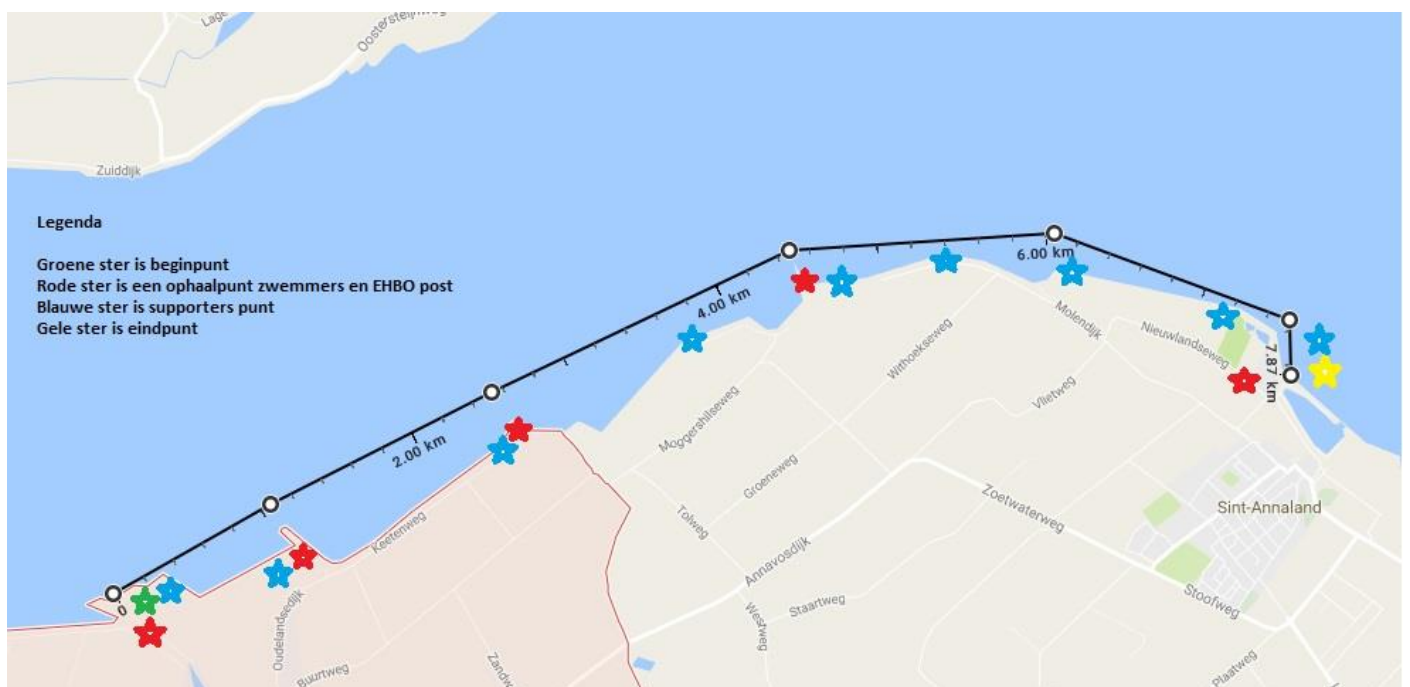 Lage
Oostersteijnweg
Zuiddijk
Legenda
Groene ster is beginpunt
Rode ster is een ophaalpunt zwemmers en EHBO post
Blauwe ster is supporters punt
Gele ster is eindpunt
6.00 km
4.00 km
Molendijk
Nieuwlandseweg
Withoekseweg
7.87 km
Vlietweg
Moggershilseweg
2.00 km
Groeneweg
Zoetwaterweg
Sint-Annaland
Tolweg
Keetenweg
Annavosdijk
0
Oudelandsedijk
Staartweg
Stoofweg
Westweg
Buurtweg
Zandw
Plaatweg